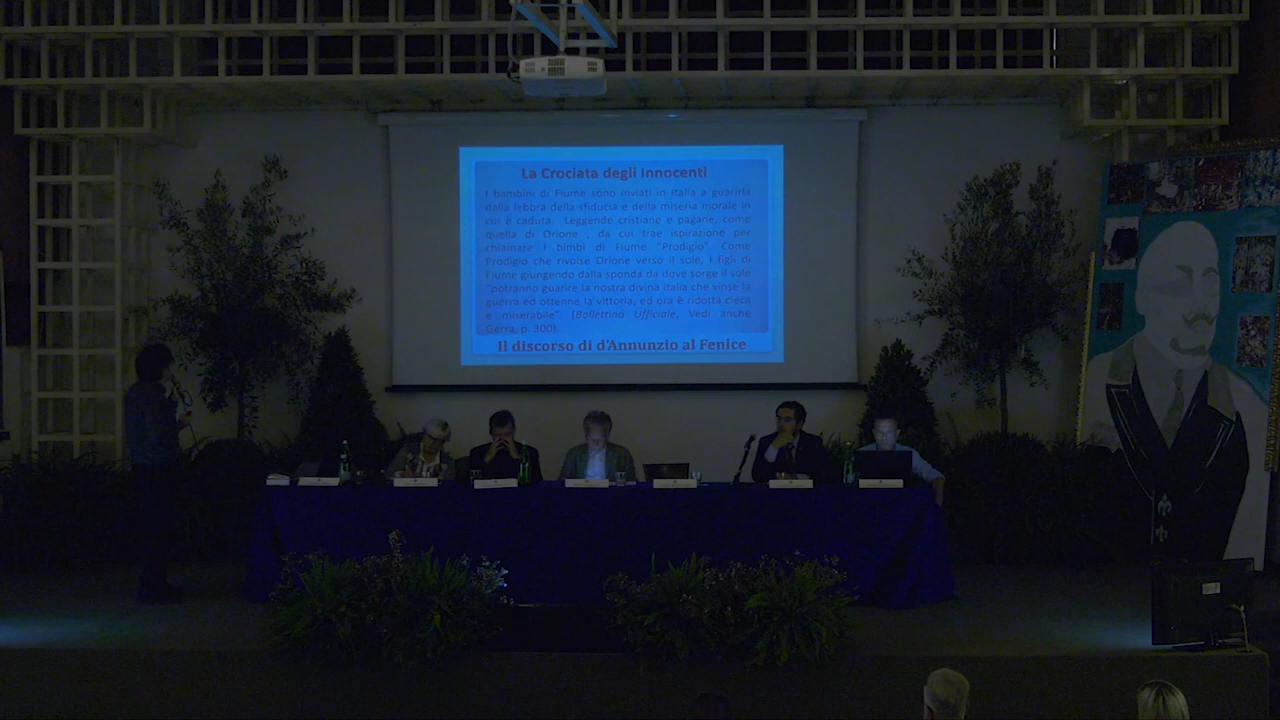 La Crociata degli Innocenti
I bambini di Fiume sono inviati in Italia a guarirla
dalla lebbra della sfiducia e della miseria morale in
cui è caduta. Leggende cristiane e pagane, come
quella di Orione , da cui trae ispirazione per
chiamare i bimbi di Fiume "Prodigio". Come
Prodigio che rivolse Orione verso il sole, i figli di
Fiume giungendo dalla sponda da dove sorge il sole
"potranno guarire la nostra divina Italia che vinse la
guerra ed ottenne la vittoria, ed ora è ridotta cieca
e miserabile". (Bollettino Ufficiale, Vedi anche
Gerra, p. 300).
Il discorso di d'Annunzio al Fenice